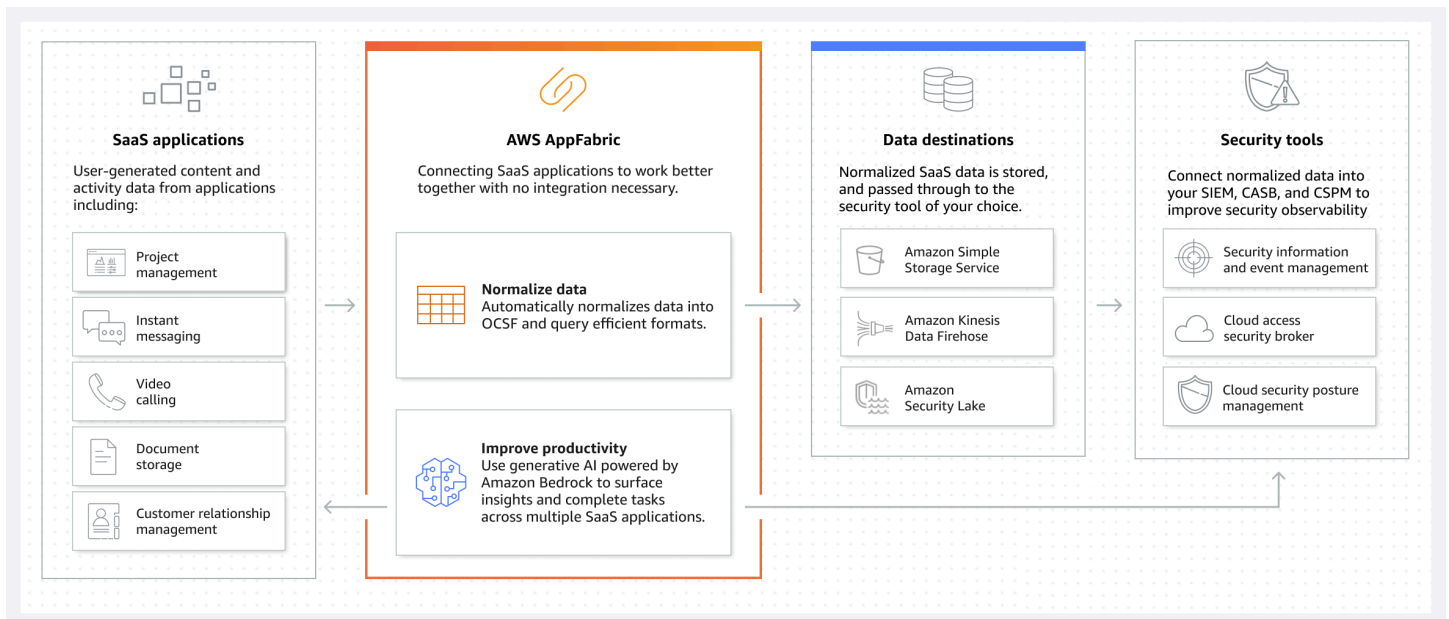 SaaS applications
User-generated content and
activity data from applications
including:
Project
management
Instant
messaging
Video
calling
Document
storage
Customer relationship
management
AWS AppFabric
Connecting SaaS applications to work better
together with no integration necessary.
Normalize data
Automatically normalizes data into
OCSF and query efficient formats.
Improve productivity
Use generative AI powered by
Amazon Bedrock to surface
insights and complete tasks
across multiple SaaS applications.
Data destinations
Normalized SaaS data is stored,
and passed through to the
security tool of your choice.
Amazon Simple
Storage Service
Amazon Kinesis
Data Firehose
Amazon
Security Lake
Security tools
Connect normalized data into
your SIEM, CASB, and CSPM to
improve security observability
Security information
and event management
Cloud access
security broker
Cloud security posture
management